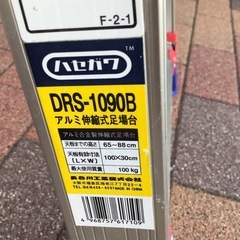 F-2-1
ハセガワ
TM
DRS-1090B
アルミ伸縮式足場台
アルミ合金製伸縮式足場台
天板までの高さ 65~88cm
天板有効寸法 [L×W] 100×30cm
最大使用質量 100kg
長谷川工業株式会社
4968757617109